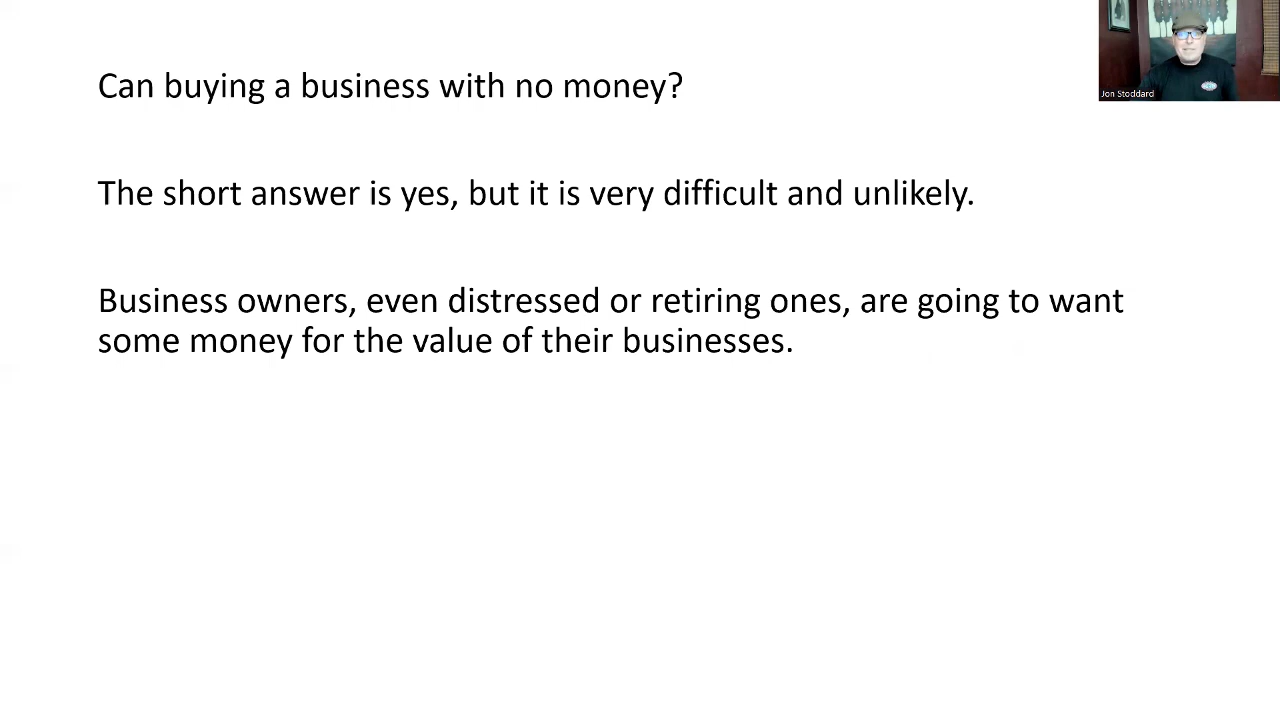 Can buying a business with no money?
The short answer is yes, but it is very difficult and unlikely.
Business owners, even distressed or retiring ones, are going to want
some money for the value of their businesses.
Jon Stoddard